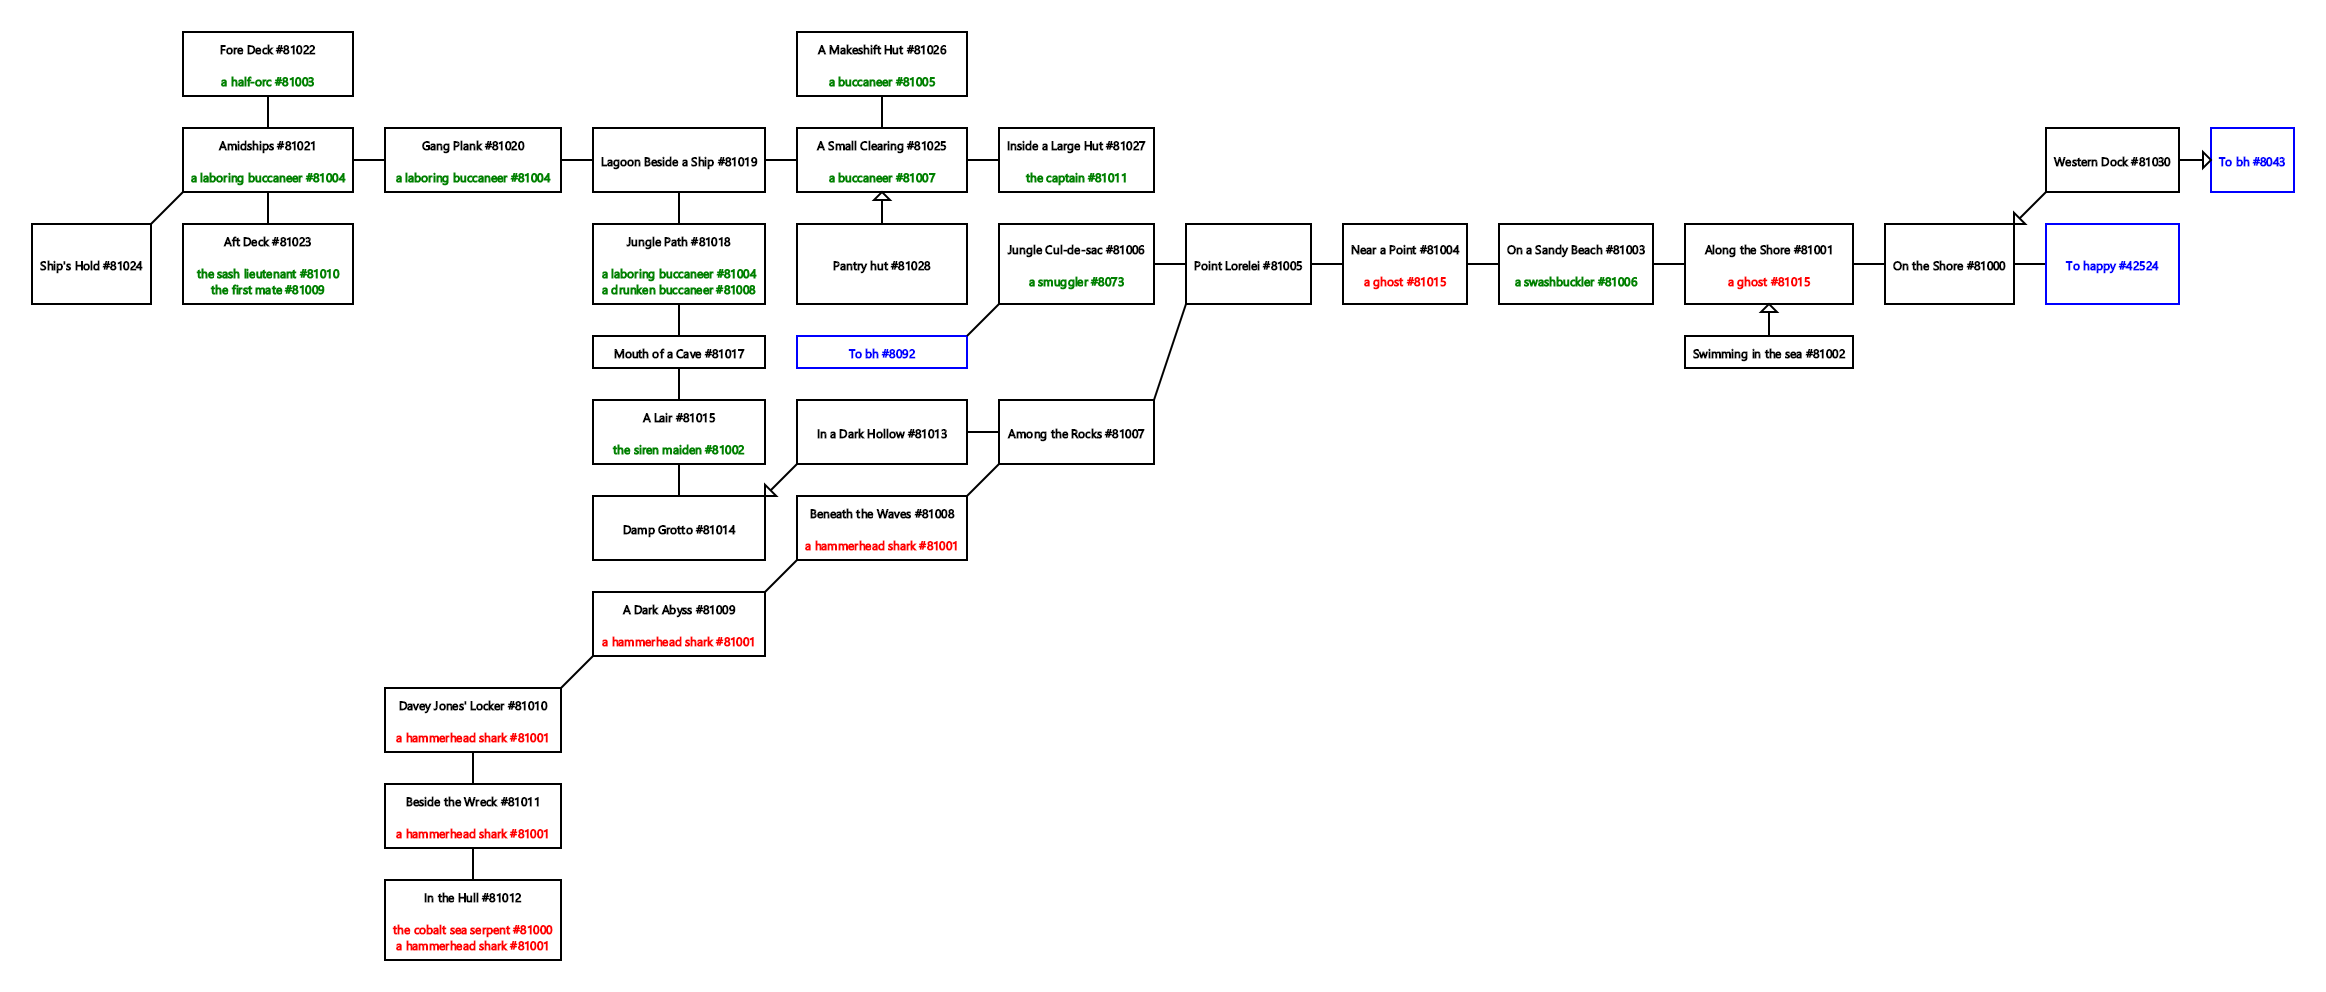 Fore Deck #81022
a half-orc #81003
A Makeshift Hut #81026
a buccaneer #81005
Amidships #81021
a laboring buccaneer #81004
Gang Plank #81020
a laboring buccaneer #81004
Lagoon Beside a Ship #81019
A Small Clearing #81025
a buccaneer #81007
Inside a Large Hut #81027
the captain #81011
Western Dock #81030
To bh #8043
Ship's Hold #81024
Aft Deck #81023
the sash lieutenant #81010
the first mate #81009
Jungle Path #81018
a laboring buccaneer #81004
a drunken buccaneer #81008
Pantry hut #81028
Jungle Cul-de-sac #81006
a smuggler #8073
Point Lorelei #81005
Near a Point #81004
a ghost #81015
On a Sandy Beach #81003
a swashbuckler #81006
Along the Shore #81001
a ghost #81015
On the Shore #81000
To happy #42524
Mouth of a Cave #81017
To bh #8092
Swimming in the sea #81002
A Lair #81015
the siren maiden #81002
In a Dark Hollow #81013
Among the Rocks #81007
Damp Grotto #81014
Beneath the Waves #81008
a hammerhead shark #81001
A Dark Abyss #81009
a hammerhead shark #81001
Davey Jones' Locker #81010
a hammerhead shark #81001
Beside the Wreck #81011
a hammerhead shark #81001
In the Hull #81012
the cobalt sea serpent #81000
a hammerhead shark #81001